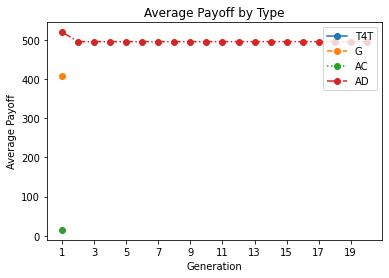 Average Payoff by Type
Average Payoff
500
400
300
200
100
0
T4T
G
AC
AD
1 3 5 7 9 11 13 15 17 19
Generation